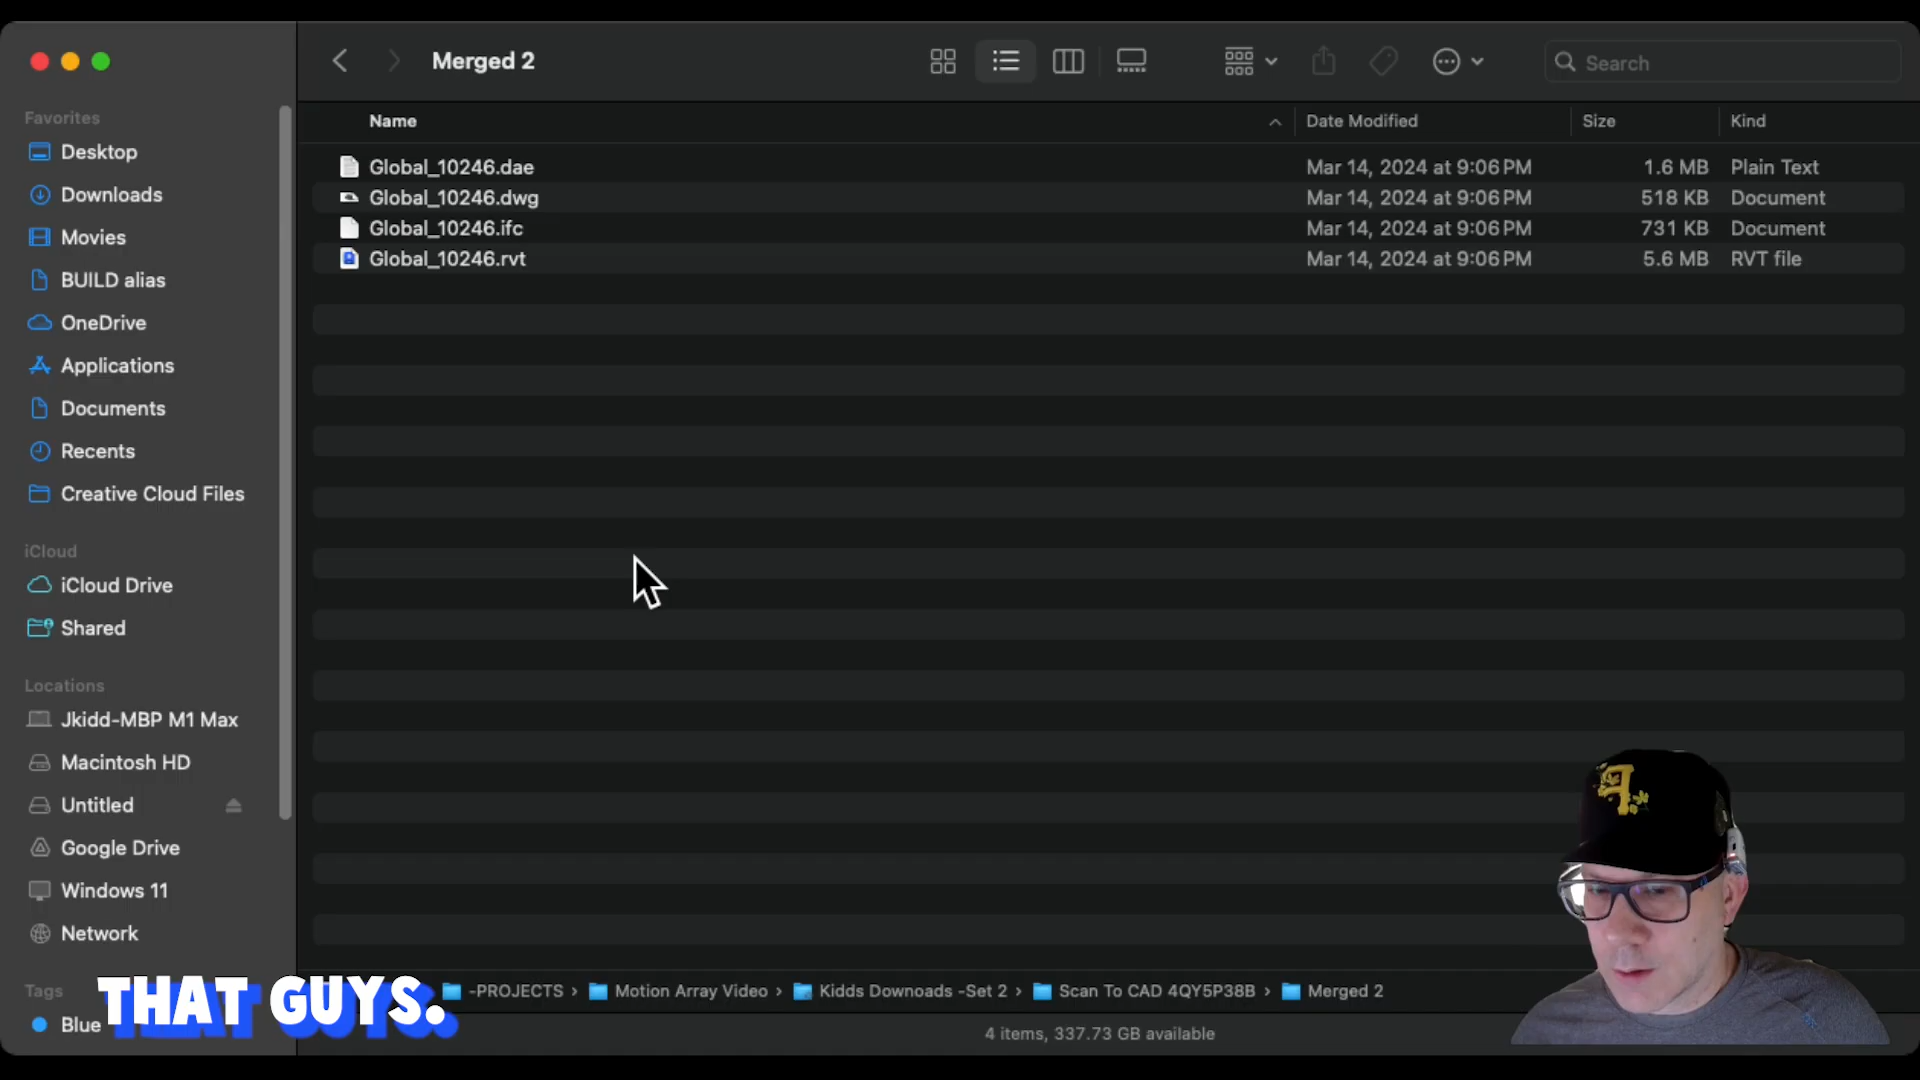 Merged 2
Search
Favorites
Desktop
Downloads
Movies
BUILD alias
OneDrive
Applications
Documents
Recents
Creative Cloud Files
iCloud
iCloud Drive
Shared
Locations
Jkidd-MBP M1 Max
Macintosh HD
Untitled
Google Drive
Windows 11
Network
Tags
Blue
Name Date Modified Size Kind
Global_10246.dae Mar 14, 2024 at 9:06 PM 1.6 MB Plain Text
Global_10246.dwg Mar 14, 2024 at 9:06 PM 518 KB Document
Global_10246.ifc Mar 14, 2024 at 9:06 PM 731 KB Document
Global_10246.rvt Mar 14, 2024 at 9:06 PM 5.6 MB RVT file
THAT GUYS.
-PROJECTS › Motion Array Video › Kidds Downoads -Set 2 › Scan To CAD 4QY5P38B › Merged 2
4 items, 337.73 GB available